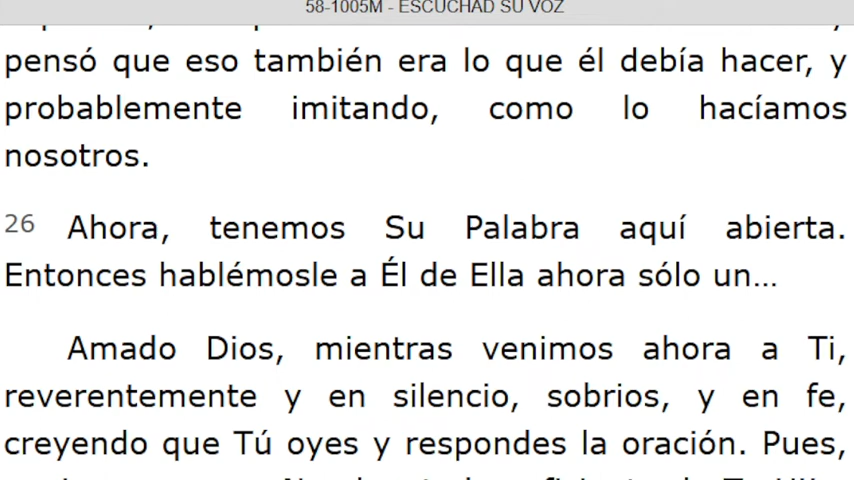 58-1005M - ESCUCHAD SU VOZ
pensó que eso también era lo que él debía hacer, y
probablemente imitando, como lo hacíamos
nosotros.
26 Ahora, tenemos Su Palabra aquí abierta.
Entonces hablémosle a Él de Ella ahora sólo un...
Amado Dios, mientras venimos ahora a Ti,
reverentemente y en silencio, sobrios, y en fe,
creyendo que Tú oyes y respondes la oración. Pues,